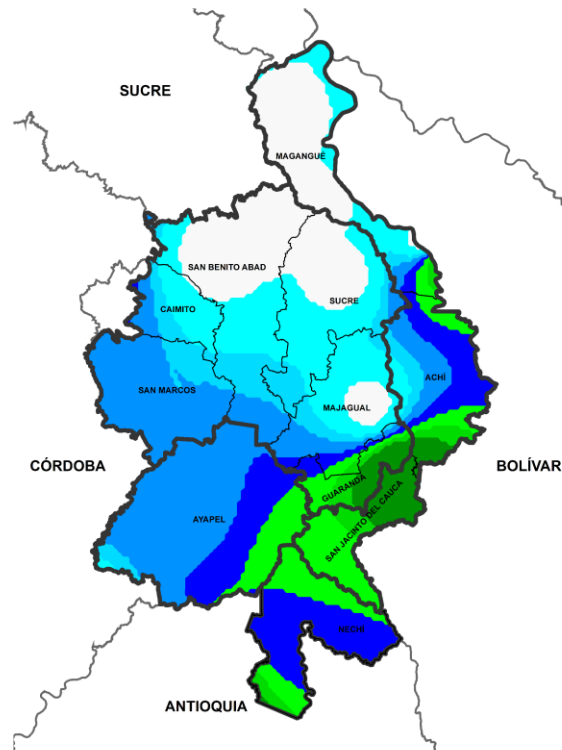 SUCRE
MAGANGUÉ
SAN BENITO ABAD
SUCRE
CAIMITO
ACHÍ
SAN MARCOS
MAJAGUAL
CÓRDOBA
BOLÍVAR
GUARANDA
AYAPEL
SAN JACINTO DEL CAUCA
NECHÍ
ANTIOQUIA